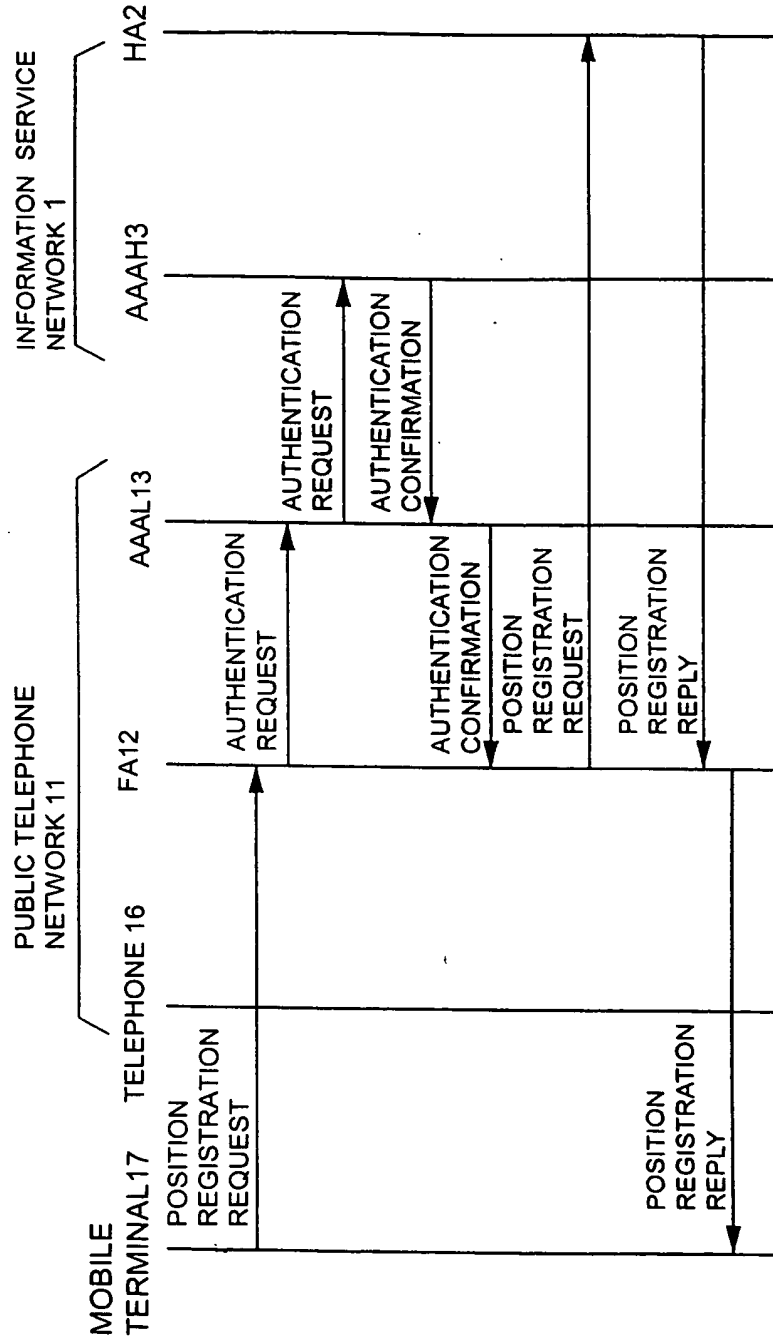 PUBLIC TELEPHONE
NETWORK 11
INFORMATION SERVICE
NETWORK 1
MOBILE
TERMINAL17
TELEPHONE 16
FA12
AAAL13
AAAH3
HA2
POSITION
REGISTRATION
REQUEST
AUTHENTICATION
REQUEST
AUTHENTICATION
REQUEST
AUTHENTICATION
CONFIRMATION
AUTHENTICATION
CONFIRMATION
POSITION
REGISTRATION
REQUEST
POSITION
REGISTRATION
REPLY
POSITION
REGISTRATION
REPLY